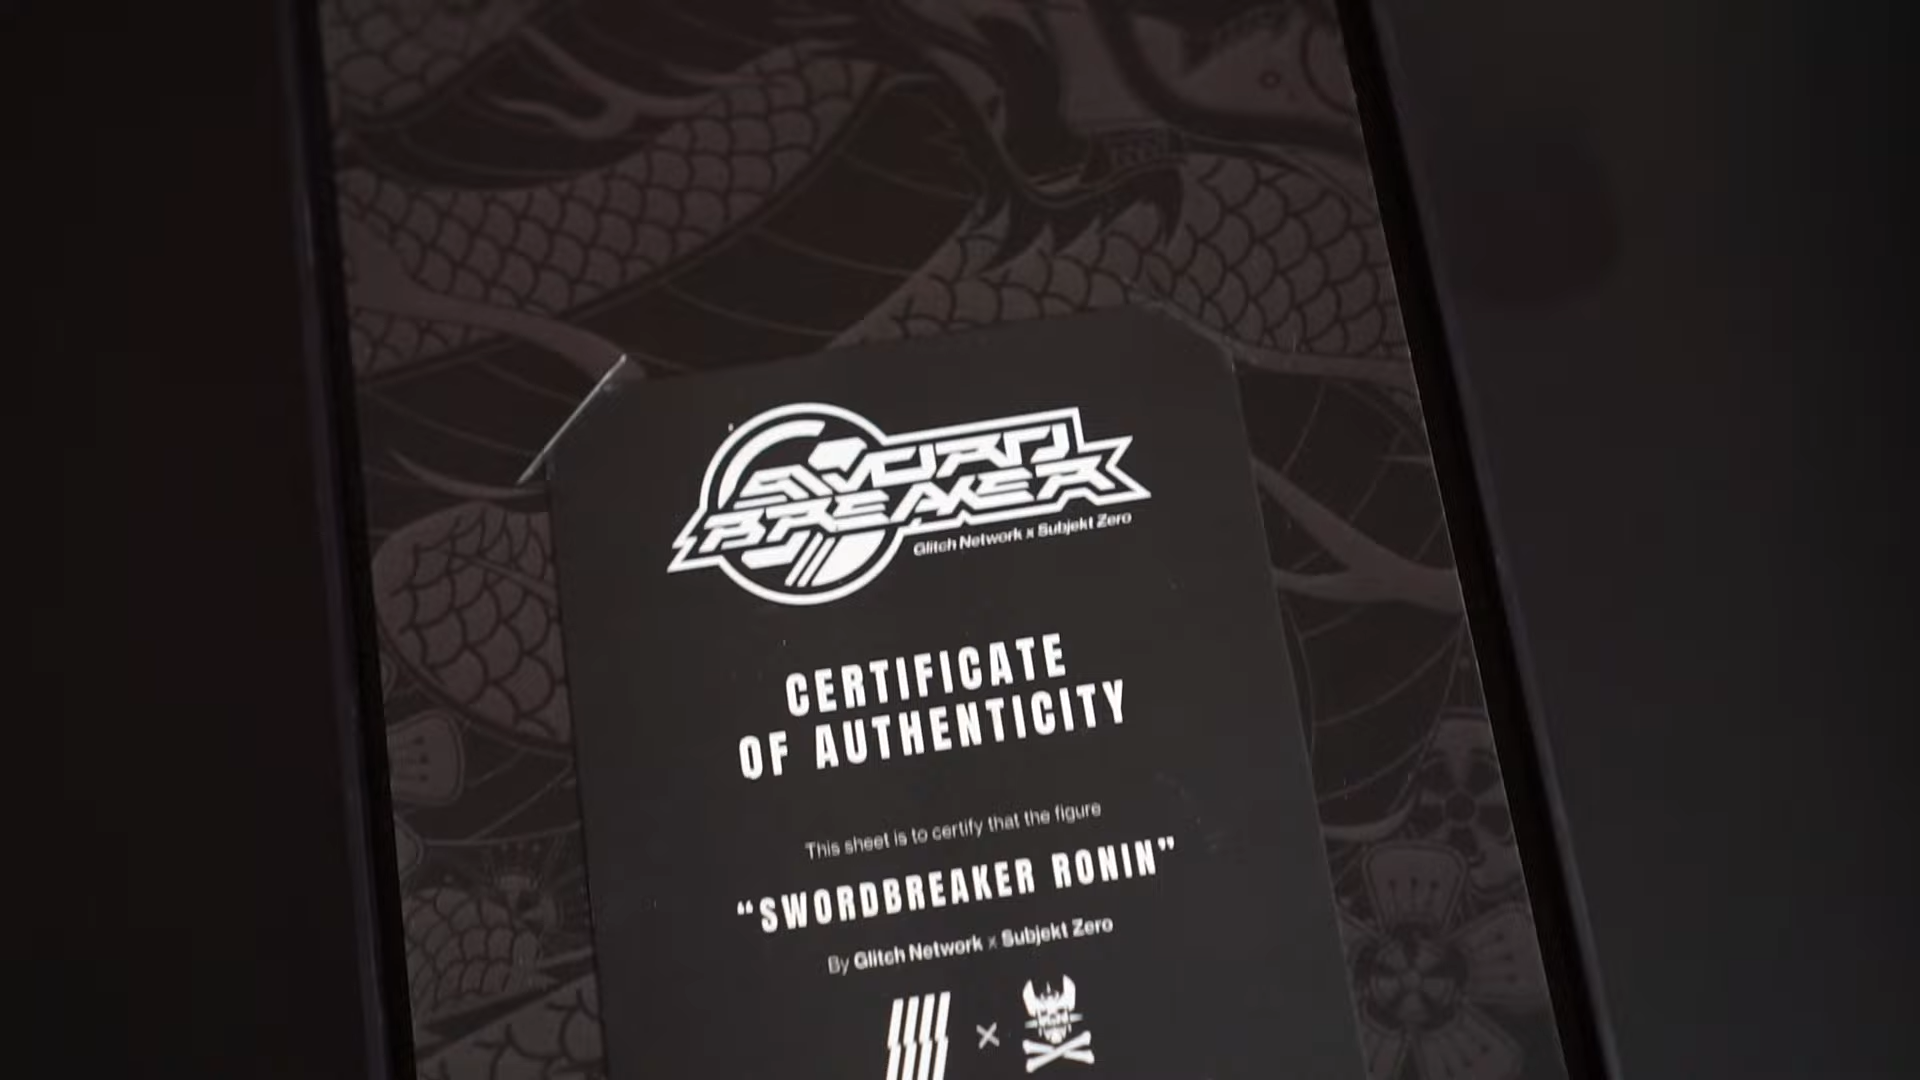 SWORD
BREAKER
Glitch Network x Subjekt Zero
CERTIFICATE
OF AUTHENTICITY
This sheet is to certify that the figure
“SWORDBREAKER RONIN”
By Glitch Network x Subjekt Zero
×